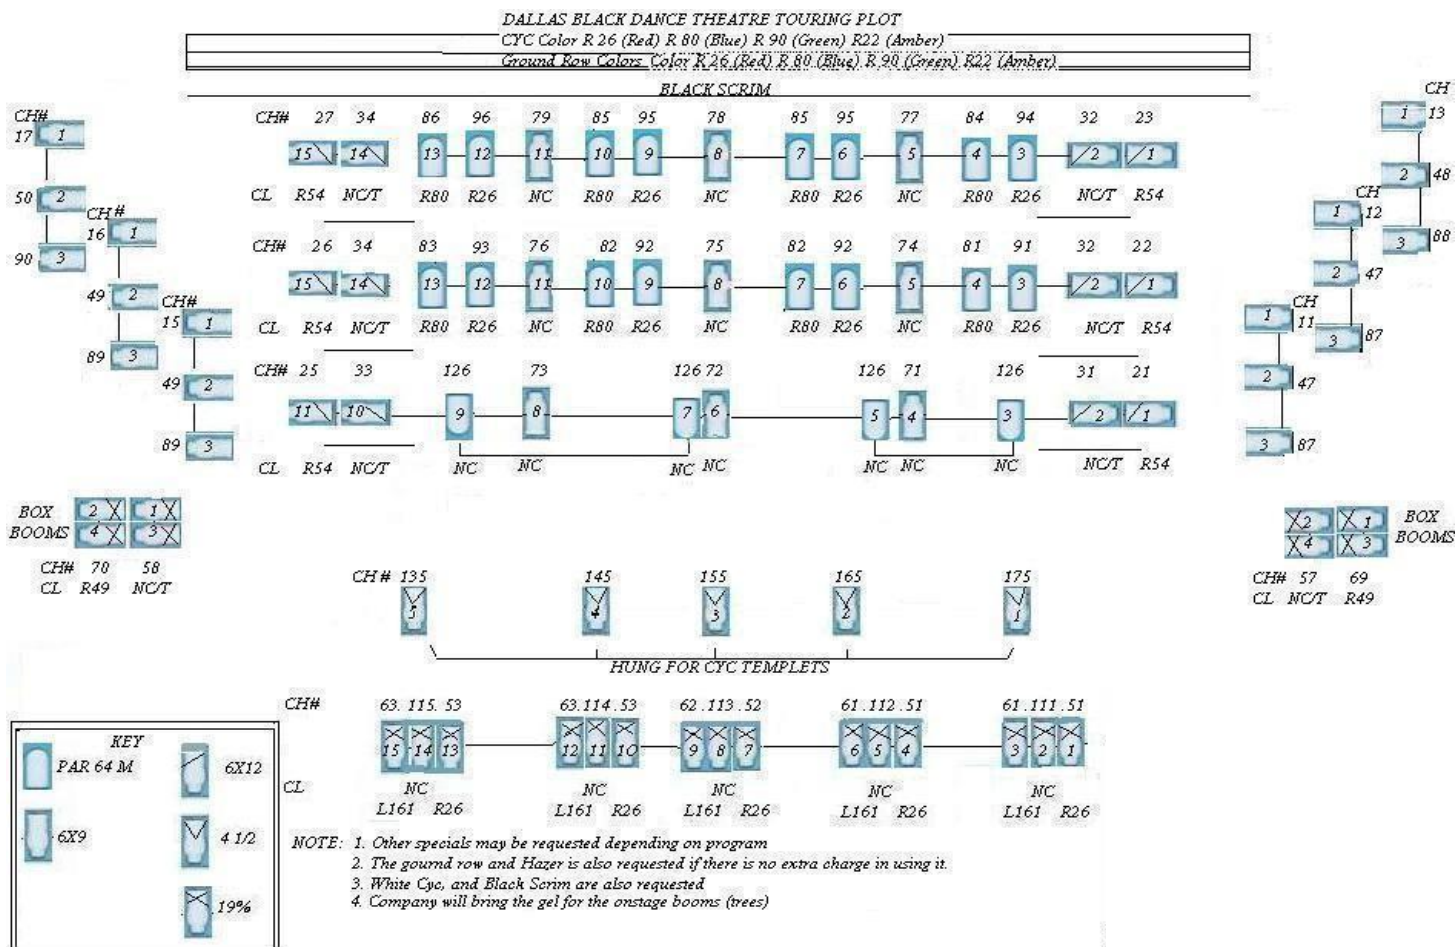 DALLAS BLACK DANCE THEATRE TOURING PLOT
CYC Color R 26 (Red) R 80 (Blue) R 90 (Green) R22 (Amber)
Ground Row Colors Color R 26 (Red) R 80 (Blue) R 90 (Green) R22 (Amber)
BLACK SCRIM
CH# 27 34 86 96 79 85 95 78 85 95 77 84 94 32 23
15 14 13 12 11 10 9 8 7 6 5 4 3 2 1
CL R54 NC/T R80 R26 NC R80 R26 NC R80 R26 NC R80 R26 NC/T R54
CH# 26 34 83 93 76 82 92 75 82 92 74 81 91 32 22
15 14 13 12 11 10 9 8 7 6 5 4 3 2 1
CL R54 NC/T R80 R26 NC R80 R26 NC R80 R26 NC R80 R26 NC/T R54
CH# 25 33 126 73 126 72 126 71 126 31 21
11 10 9 8 7 6 5 4 3 2 1
CL R54 NC/T NC NC NC NC NC NC NC NC/T R54
CH#
17 1
50 2
90 3
CH#
16 1
49 2
89 3
CH#
15 1
49 2
89 3
CH
1 13
2 48
3 88
CH
1 12
2 47
3 87
CH
1 11
2 47
3 87
BOX 2 1
BOOMS 4 3
CH# 70 58
CL R49 NC/T
2 1 BOX
4 3 BOOMS
CH# 57 69
CL NC/T R49
CH# 135 145 155 165 175
5 4 3 2 1
HUNG FOR CYC TEMPLETS
CH# 63.115.53 63.114.53 62.113.52 61.112.51 61.111.51
15 14 13 12 11 10 9 8 7 6 5 4 3 2 1
CL NC NC NC NC NC
L161 R26 L161 R26 L161 R26 L161 R26 L161 R26
KEY
PAR 64 M 6X12
6X9 4 1/2
19%
NOTE: 1. Other specials may be requested depending on program
2. The gournd row and Hazer is also requested if there is no extra charge in using it.
3. White Cyc, and Black Scrim are also requested
4. Company will bring the gel for the onstage booms (trees)